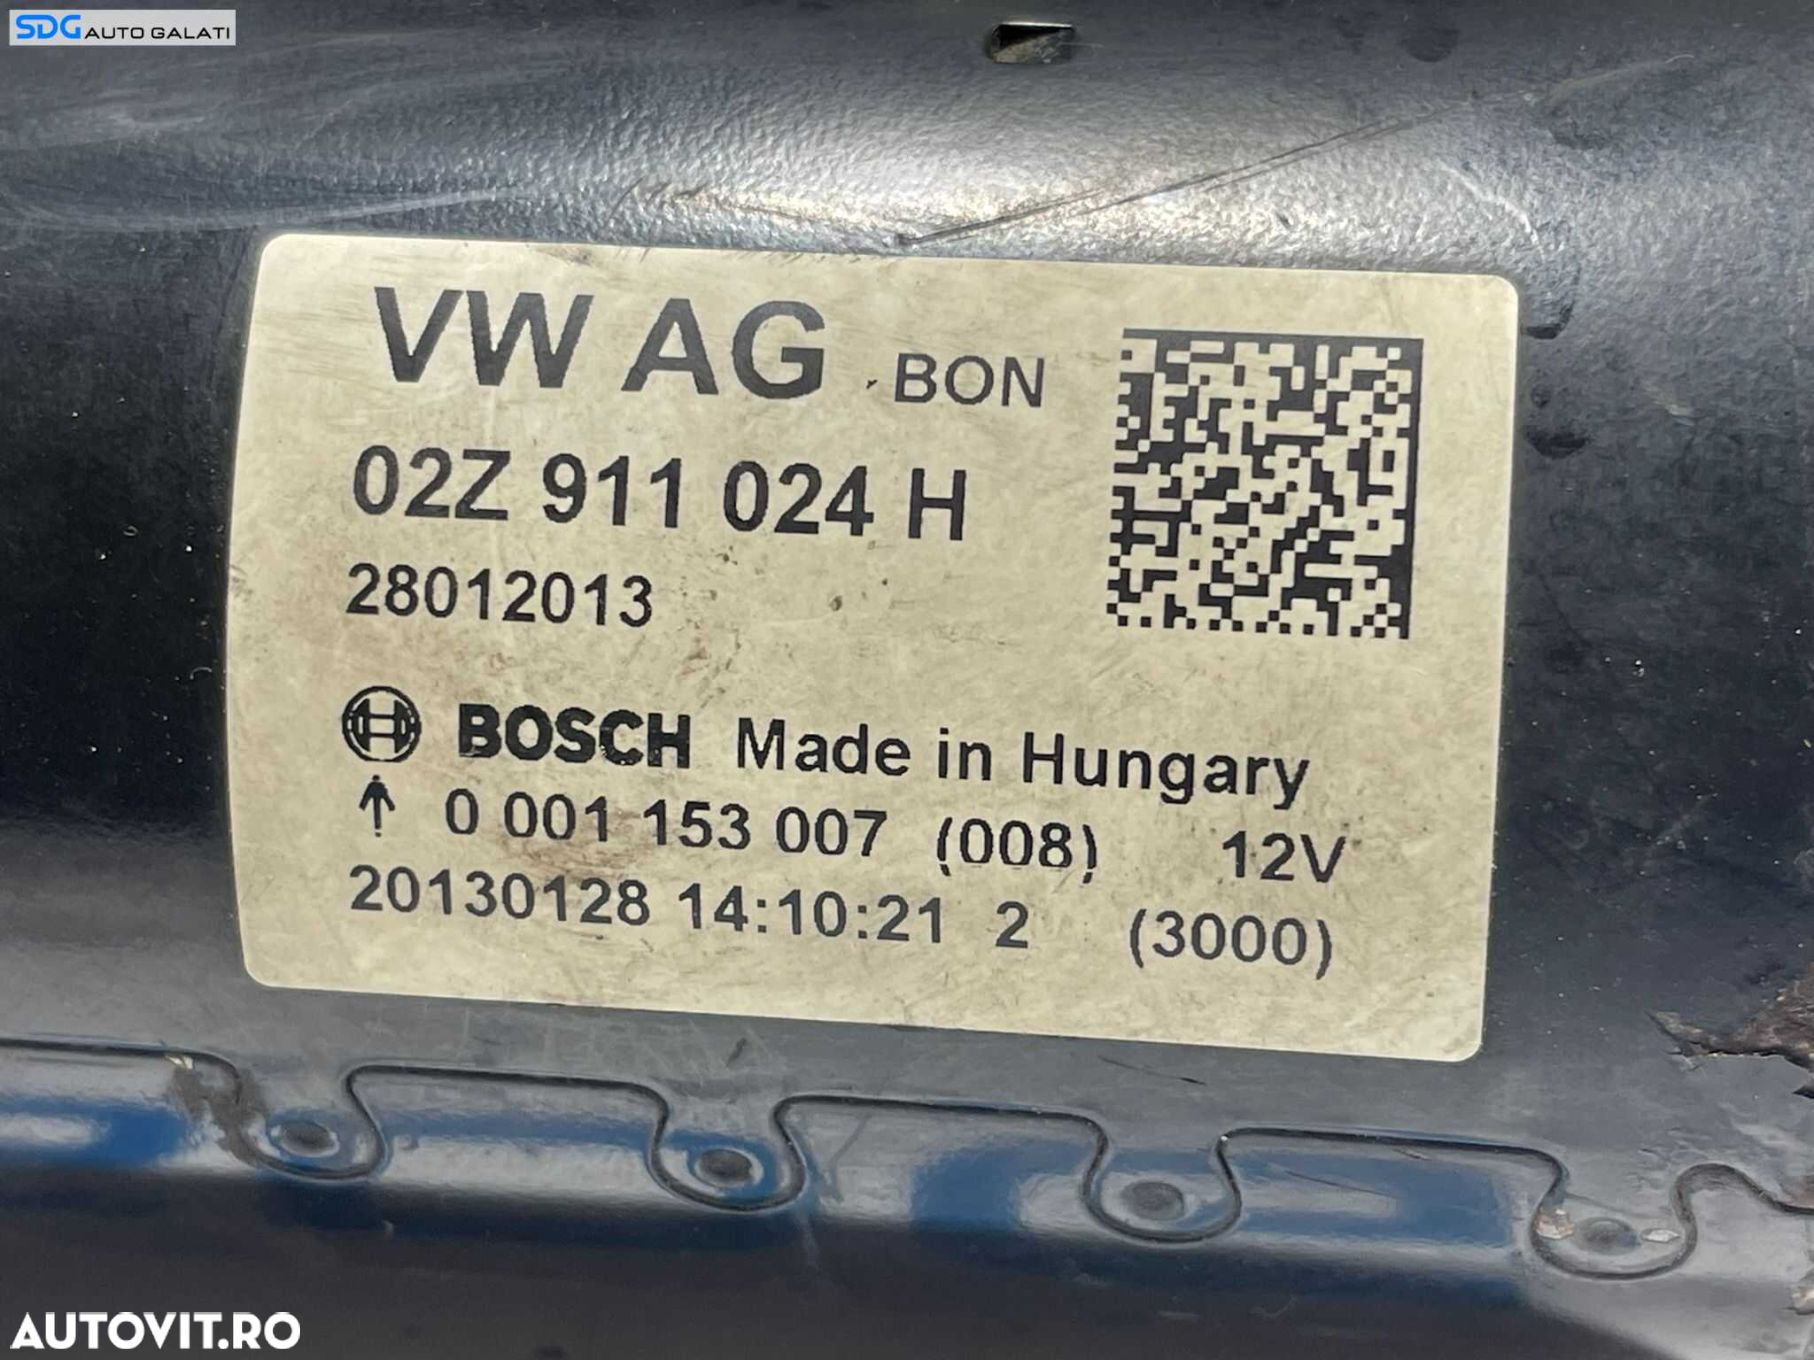 SDG AUTO GALATI
VW AG BON
02Z 911 024 H
28012013
BOSCH Made in Hungary
0 001 153 007 (008) 12V
20130128 14:10:21 2 (3000)
AUTOVIT.RO